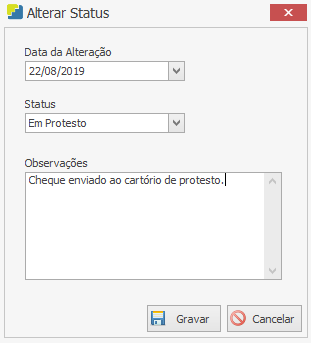 Alterar Status
Data da Alteração
22/08/2019
Status
Em Protesto
Observações
Cheque enviado ao cartório de protesto.
Gravar
Cancelar